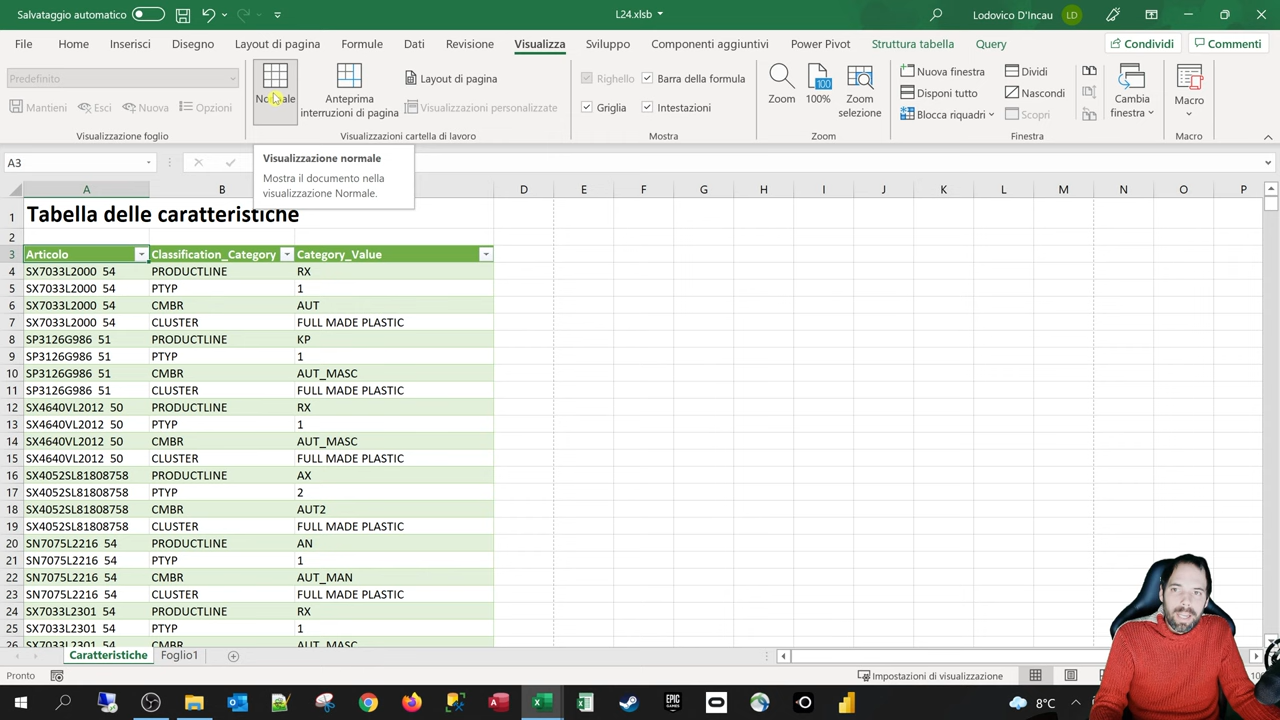 Salvataggio automatico
L24.xlsb
Lodovico D'Incau
LD
File
Home
Inserisci
Disegno
Layout di pagina
Formule
Dati
Revisione
Visualizza
Sviluppo
Componenti aggiuntivi
Power Pivot
Struttura tabella
Query
Condividi
Commenti
Predefinito
Mantieni
Esci
Nuova
Opzioni
Visualizzazione foglio
Normale
Anteprima
interruzioni di pagina
Layout di pagina
Visualizzazioni personalizzate
Visualizzazioni cartella di lavoro
Righello
Barra della formula
Griglia
Intestazioni
Mostra
Zoom
100
100%
Zoom
selezione
Zoom
Nuova finestra
Disponi tutto
Blocca riquadri
Dividi
Nascondi
Scopri
Cambia
finestra
Finestra
Macro
Macro
A3
Visualizzazione normale
Mostra il documento nella
visualizzazione Normale.
A B D E F G H I J K L M N O P
1 Tabella delle caratteristiche
2
3 Articolo Classification_Category Category_Value
4 SX7033L2000 54 PRODUCTLINE RX
5 SX7033L2000 54 PTYP 1
6 SX7033L2000 54 CMBR AUT
7 SX7033L2000 54 CLUSTER FULL MADE PLASTIC
8 SP3126G986 51 PRODUCTLINE KP
9 SP3126G986 51 PTYP 1
10 SP3126G986 51 CMBR AUT_MASC
11 SP3126G986 51 CLUSTER FULL MADE PLASTIC
12 SX4640VL2012 50 PRODUCTLINE RX
13 SX4640VL2012 50 PTYP 1
14 SX4640VL2012 50 CMBR AUT_MASC
15 SX4640VL2012 50 CLUSTER FULL MADE PLASTIC
16 SX4052SL81808758 PRODUCTLINE AX
17 SX4052SL81808758 PTYP 2
18 SX4052SL81808758 CMBR AUT2
19 SX4052SL81808758 CLUSTER FULL MADE PLASTIC
20 SN7075L2216 54 PRODUCTLINE AN
21 SN7075L2216 54 PTYP 1
22 SN7075L2216 54 CMBR AUT_MAN
23 SN7075L2216 54 CLUSTER FULL MADE PLASTIC
24 SX7033L2301 54 PRODUCTLINE RX
25 SX7033L2301 54 PTYP 1
26 SX7033L2301 54 CMBR AUT_MASC
Caratteristiche
Foglio1
Pronto
Impostazioni di visualizzazione
EPIC
GAMES
8°C